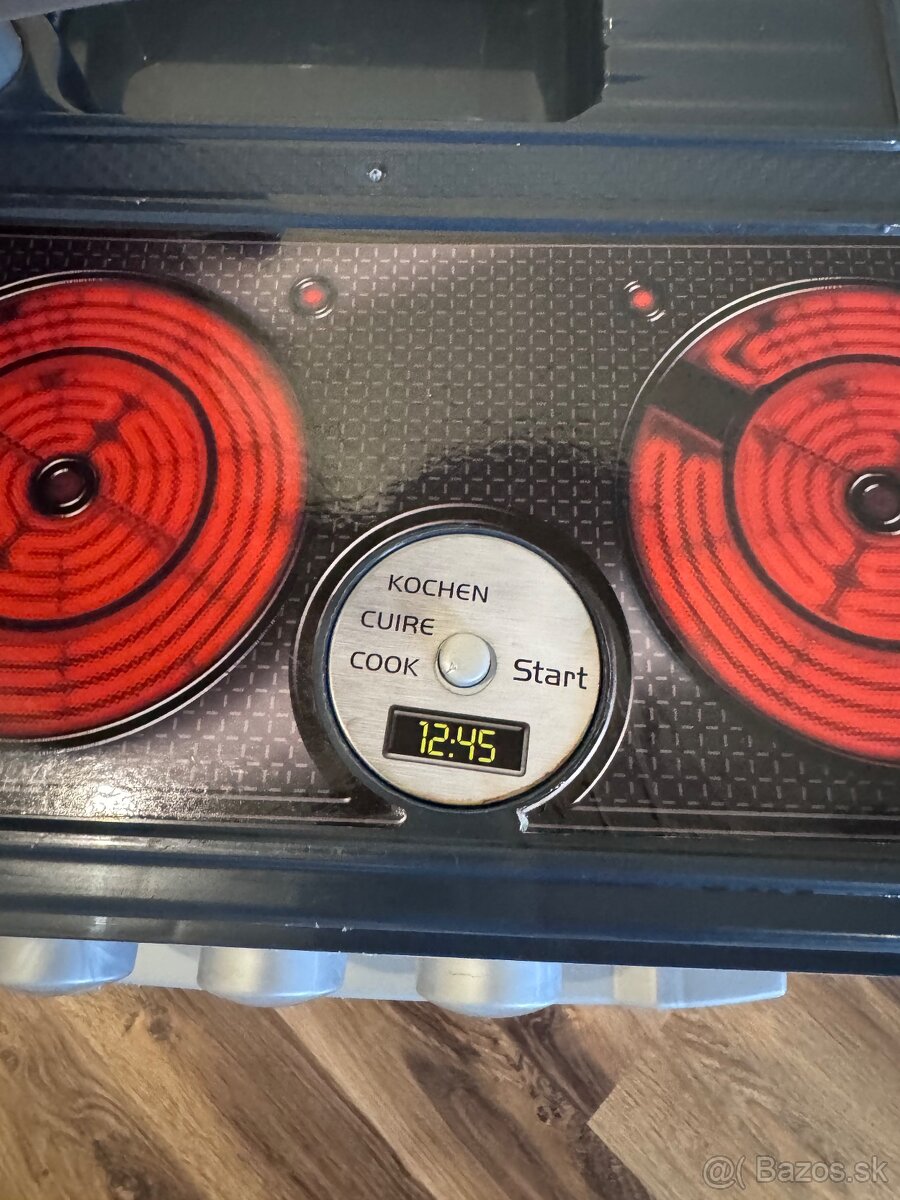 KOCHEN
CUIRE
COOK
Start
12:45
@( Bazos.sk